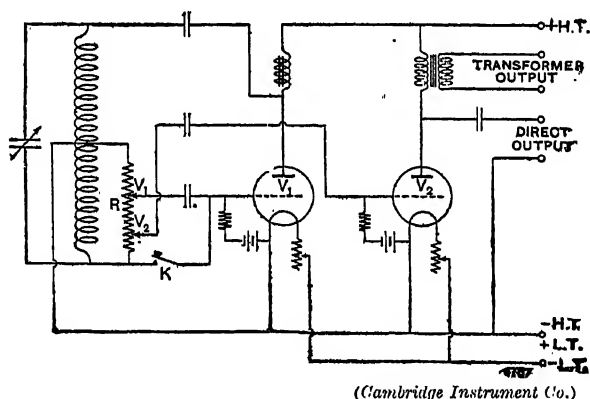 +H.T.
TRANSFORMER
OUTPUT
DIRECT
OUTPUT
V₁
R
V₂
K
V₁
V₂
-H.T.
+L.T.
-L.T.
(Cambridge Instrument Co.)